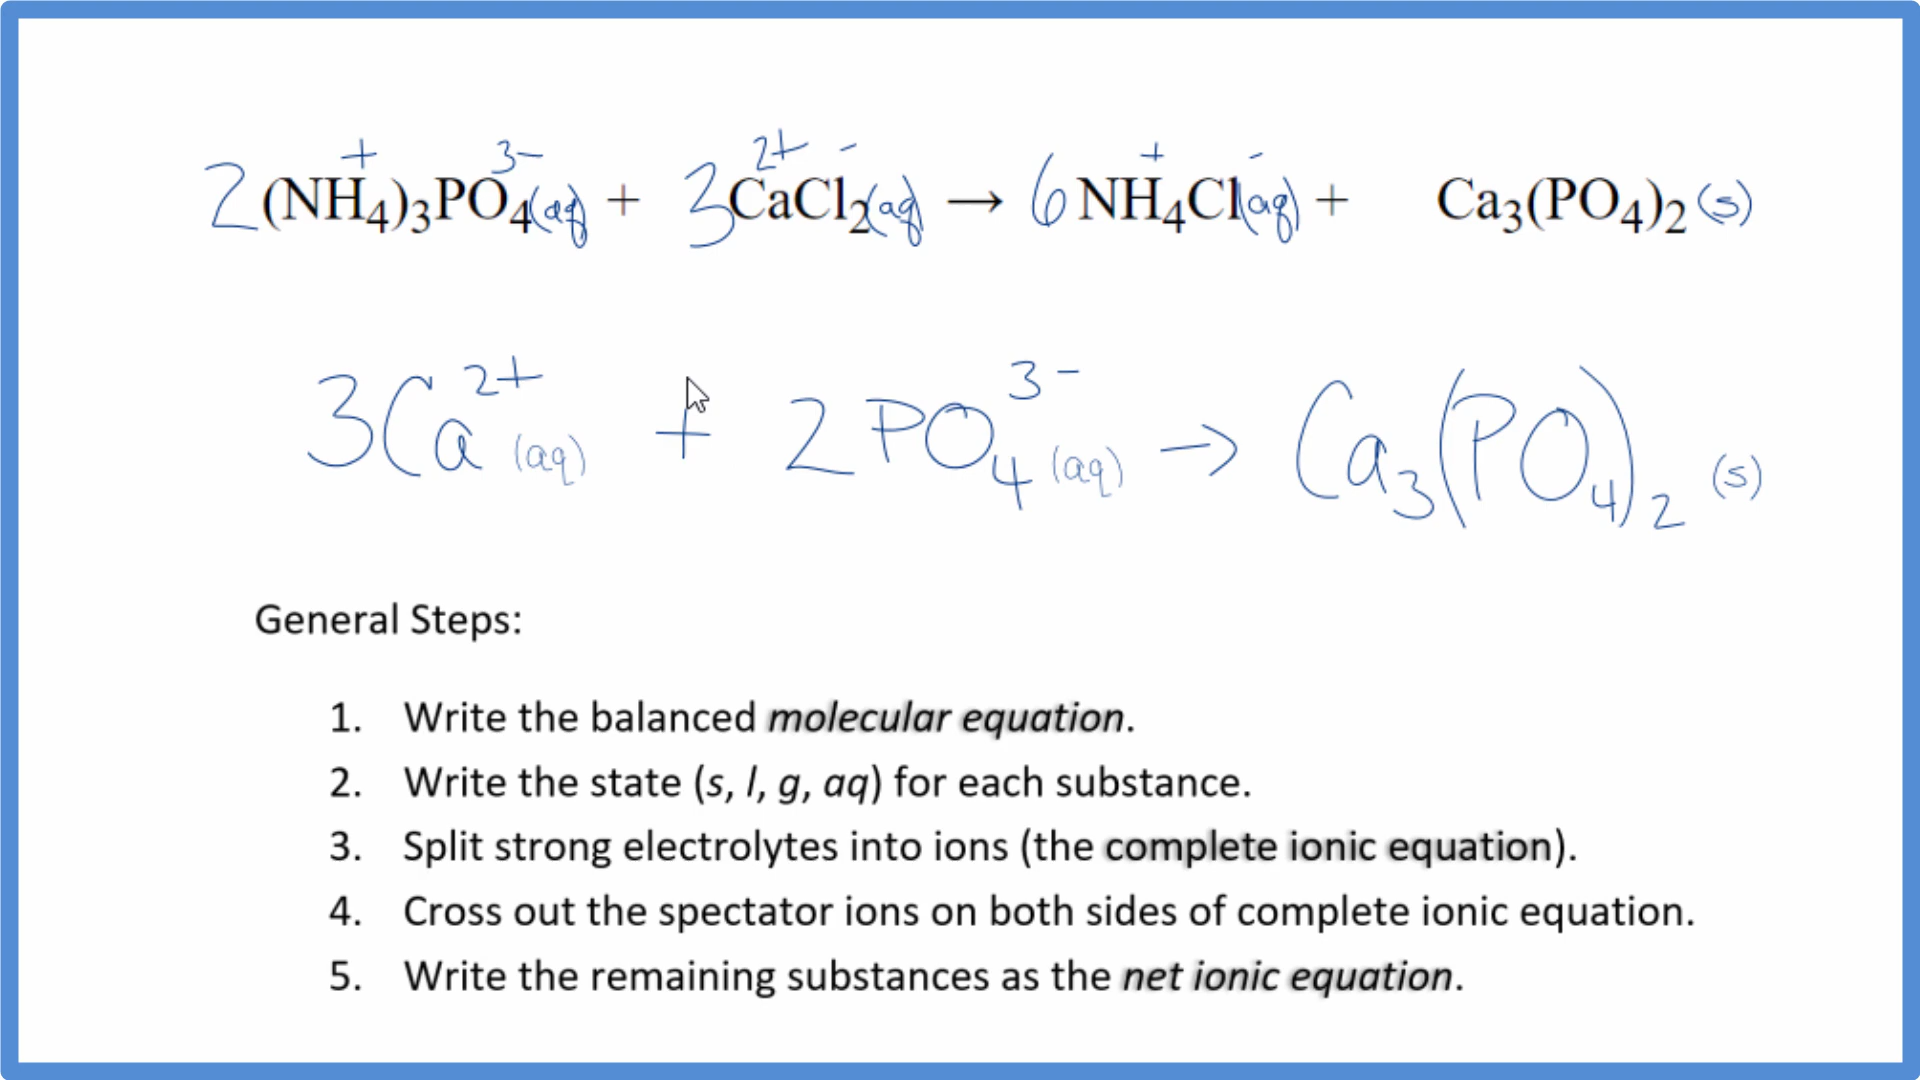 2(NH₄)₃PO₄(aq) + 3CaCl₂(aq) → 6NH₄Cl(aq) + Ca₃(PO₄)₂(s)
+ 3- 2+ - + -
3Ca²⁺(aq) + 2PO₄³⁻(aq) → Ca₃(PO₄)₂(s)
General Steps:
1. Write the balanced molecular equation.
2. Write the state (s, l, g, aq) for each substance.
3. Split strong electrolytes into ions (the complete ionic equation).
4. Cross out the spectator ions on both sides of complete ionic equation.
5. Write the remaining substances as the net ionic equation.